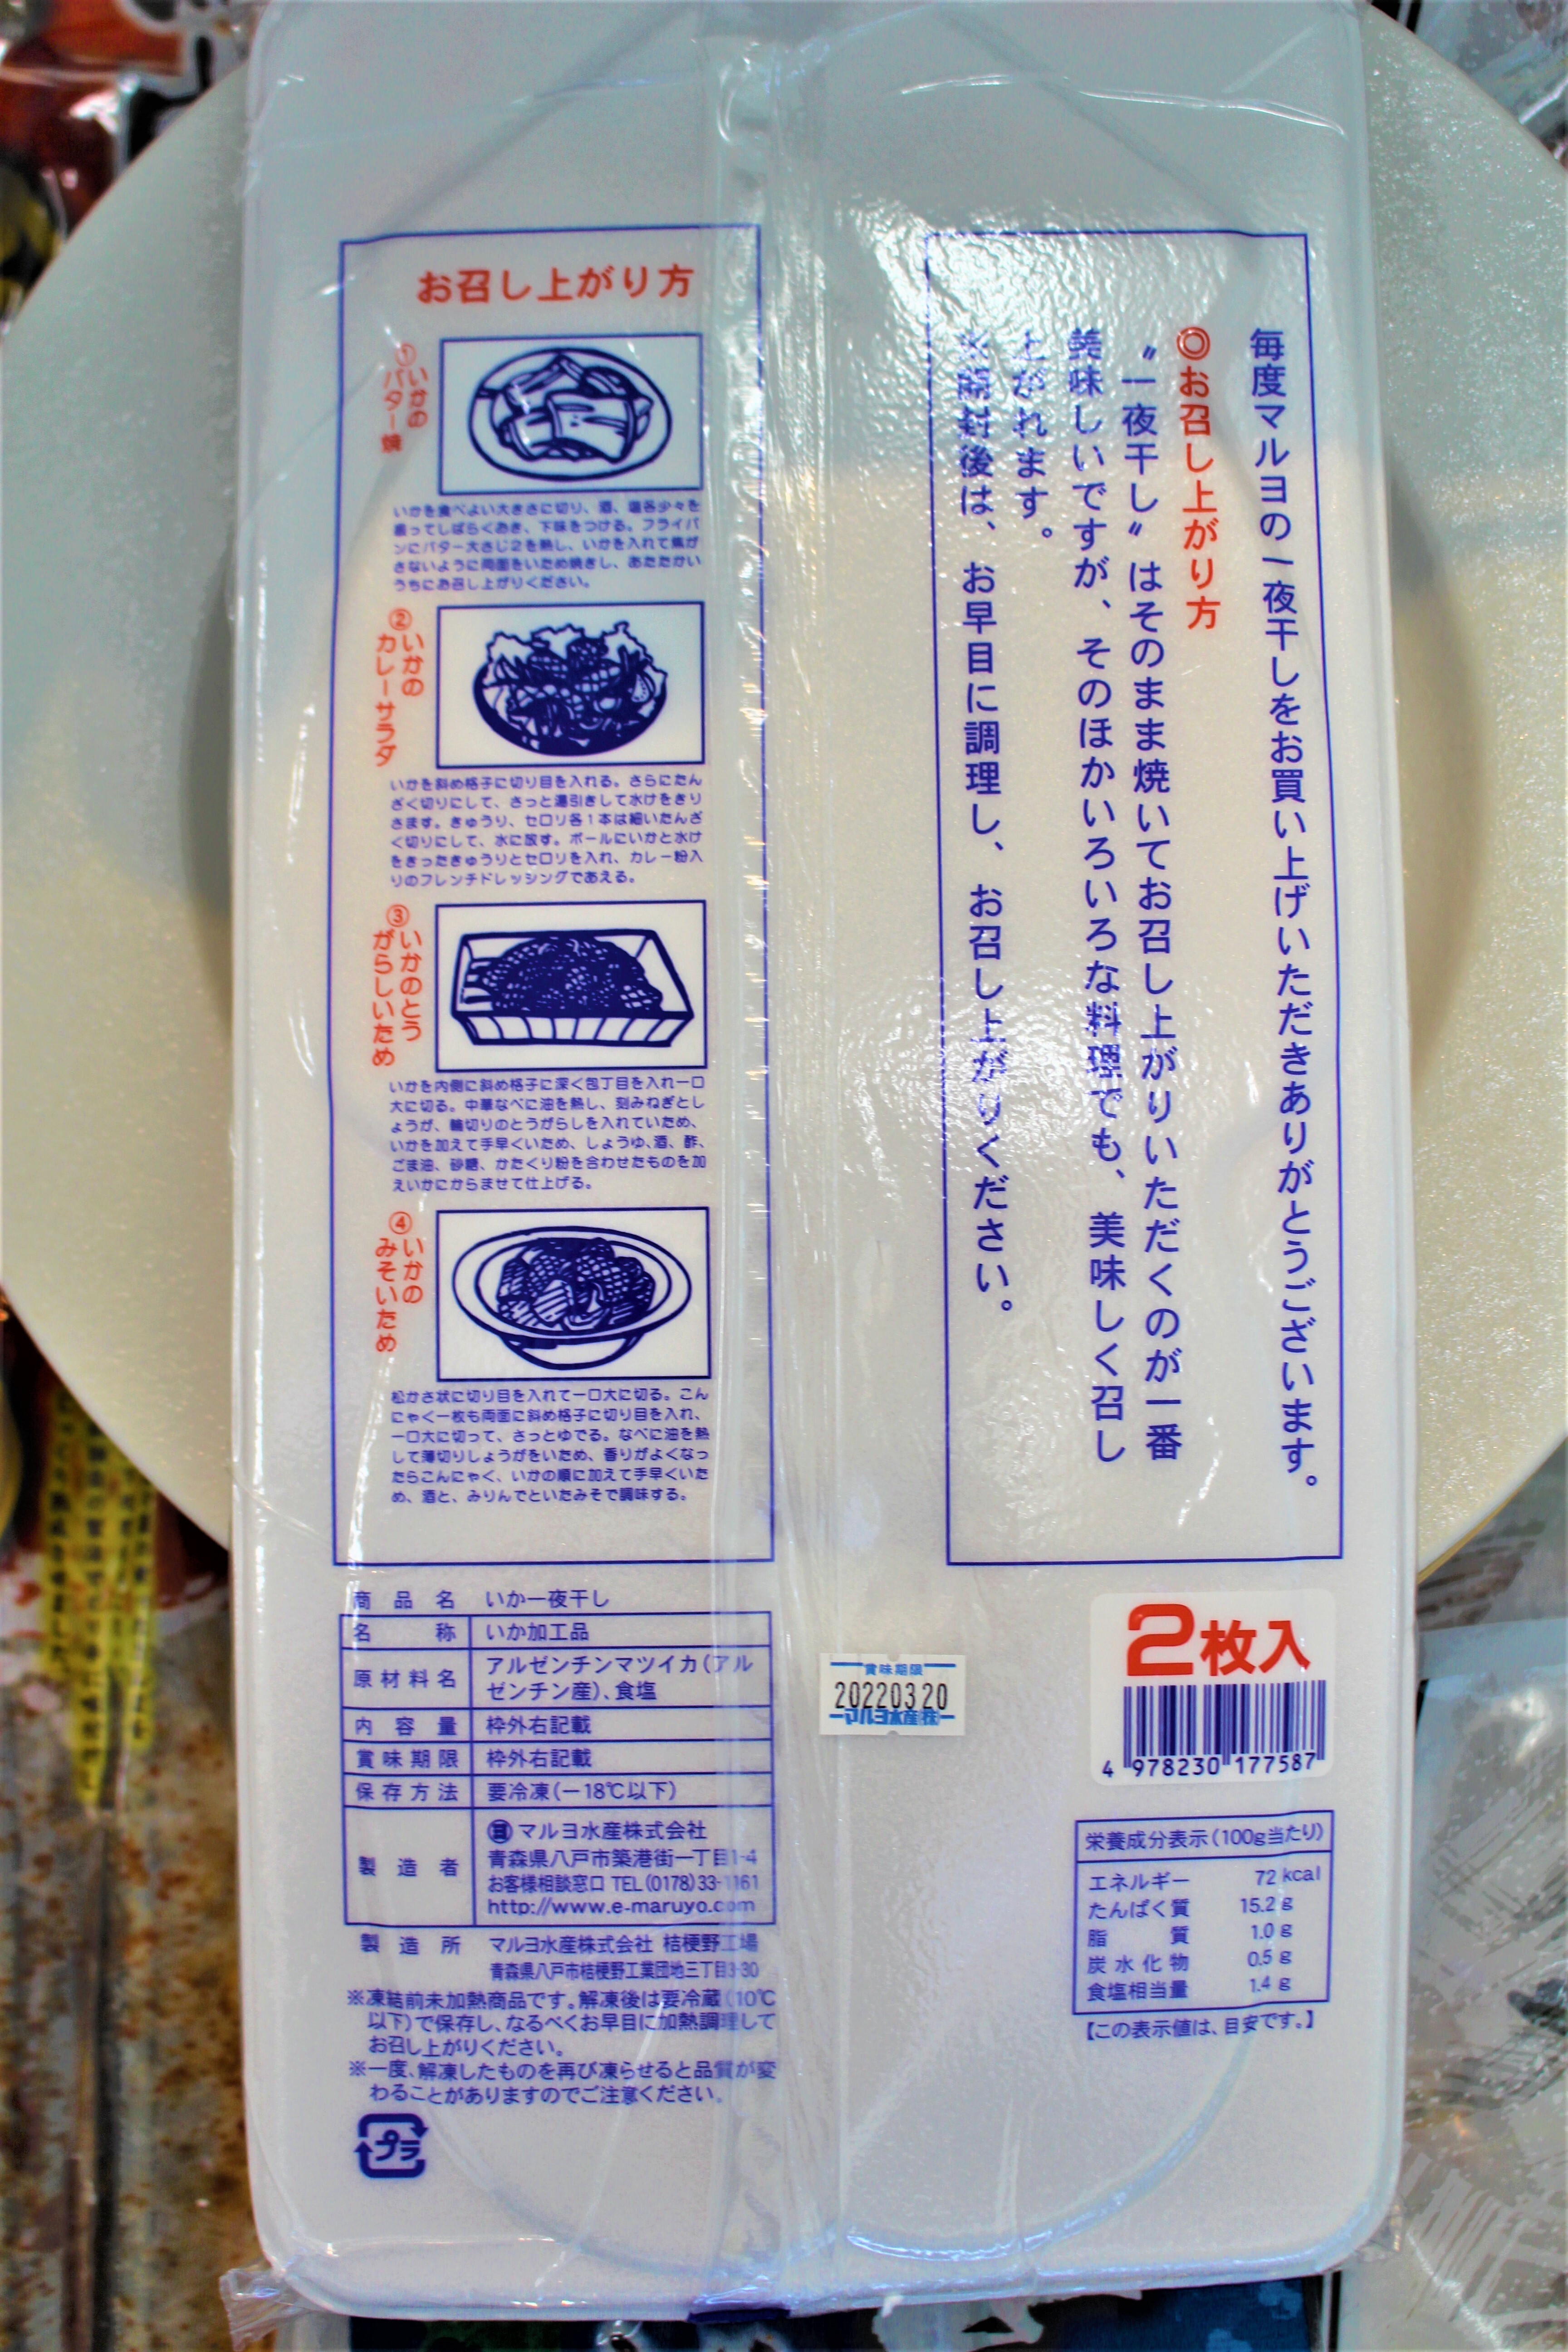 お召し上がり方
①いかの
バター焼
いかを食べよい大きさに切り、酒、塩各少々を
振ってしばらくおき、下味をつける。フライパ
ンにバター大さじ2を熱し、いかを入れて焦が
さないように両面をいため焼きし、あたたかい
うちにお召し上がりください。
②いかの
カレーサラダ
いかを斜め格子に切り目を入れる。さらにたん
ざく切りにして、さっと湯引きして水けをきり
さます。きゅうり、セロリ各1本は細いたんざ
く切りにして、水に放す。ボールにいかと水け
をきったきゅうりとセロリを入れ、カレー粉入
りのフレンチドレッシングであえる。
③いかのとう
がらしいため
いかを内側に斜め格子に深く包丁目を入れ一口
大に切る。中華なべに油を熱し、刻みねぎとし
ょうが、輪切りのとうがらしを入れていため、
いかを加えて手早くいため、しょうゆ、酒、酢、
ごま油、砂糖、かたくり粉を合わせたものを加
えいかにからませて仕上げる。
④いかの
みそいため
松かさ状に切り目を入れて一口大に切る。こん
にゃく一枚も両面に斜め格子に切り目を入れ、
一口大に切って、さっとゆでる。なべに油を熱
して薄切りしょうがをいため、香りがよくなっ
たらこんにゃく、いかの順に加えて手早くいた
め、酒と、みりんでといたみそで調味する。
毎度マルヨの一夜干しをお買い上げいただきありがとうございます。
◎お召し上がり方
〝一夜干し〟はそのまま焼いてお召し上がりいただくのが一番
美味しいですが、そのほかいろいろな料理でも、美味しく召し
上がれます。
※開封後は、お早目に調理し、お召し上がりください。
商品名 いか一夜干し
名称 いか加工品
原材料名 アルゼンチンマツイカ(アル
ゼンチン産)、食塩
内容量 枠外右記載
賞味期限 枠外右記載
保存方法 要冷凍(－18℃以下)
製造者 マルヨ水産株式会社
青森県八戸市築港街一丁目1-4
お客様相談窓口 TEL(0178)33-1161
http://www.e-maruyo.com
製造所 マルヨ水産株式会社 桔梗野工場
青森県八戸市桔梗野工業団地三丁目3-30
※凍結前未加熱商品です。解凍後は要冷蔵(10℃
以下)で保存し、なるべくお早目に加熱調理して
お召し上がりください。
※一度、解凍したものを再び凍らせると品質が変
わることがありますのでご注意ください。
プラ
賞味期限
20220320
マルヨ水産(株)
2枚入
4 978230 177587
栄養成分表示(100g当たり)
エネルギー 72 kcal
たんぱく質 15.2 g
脂質 1.0 g
炭水化物 0.5 g
食塩相当量 1.4 g
【この表示値は、目安です。】